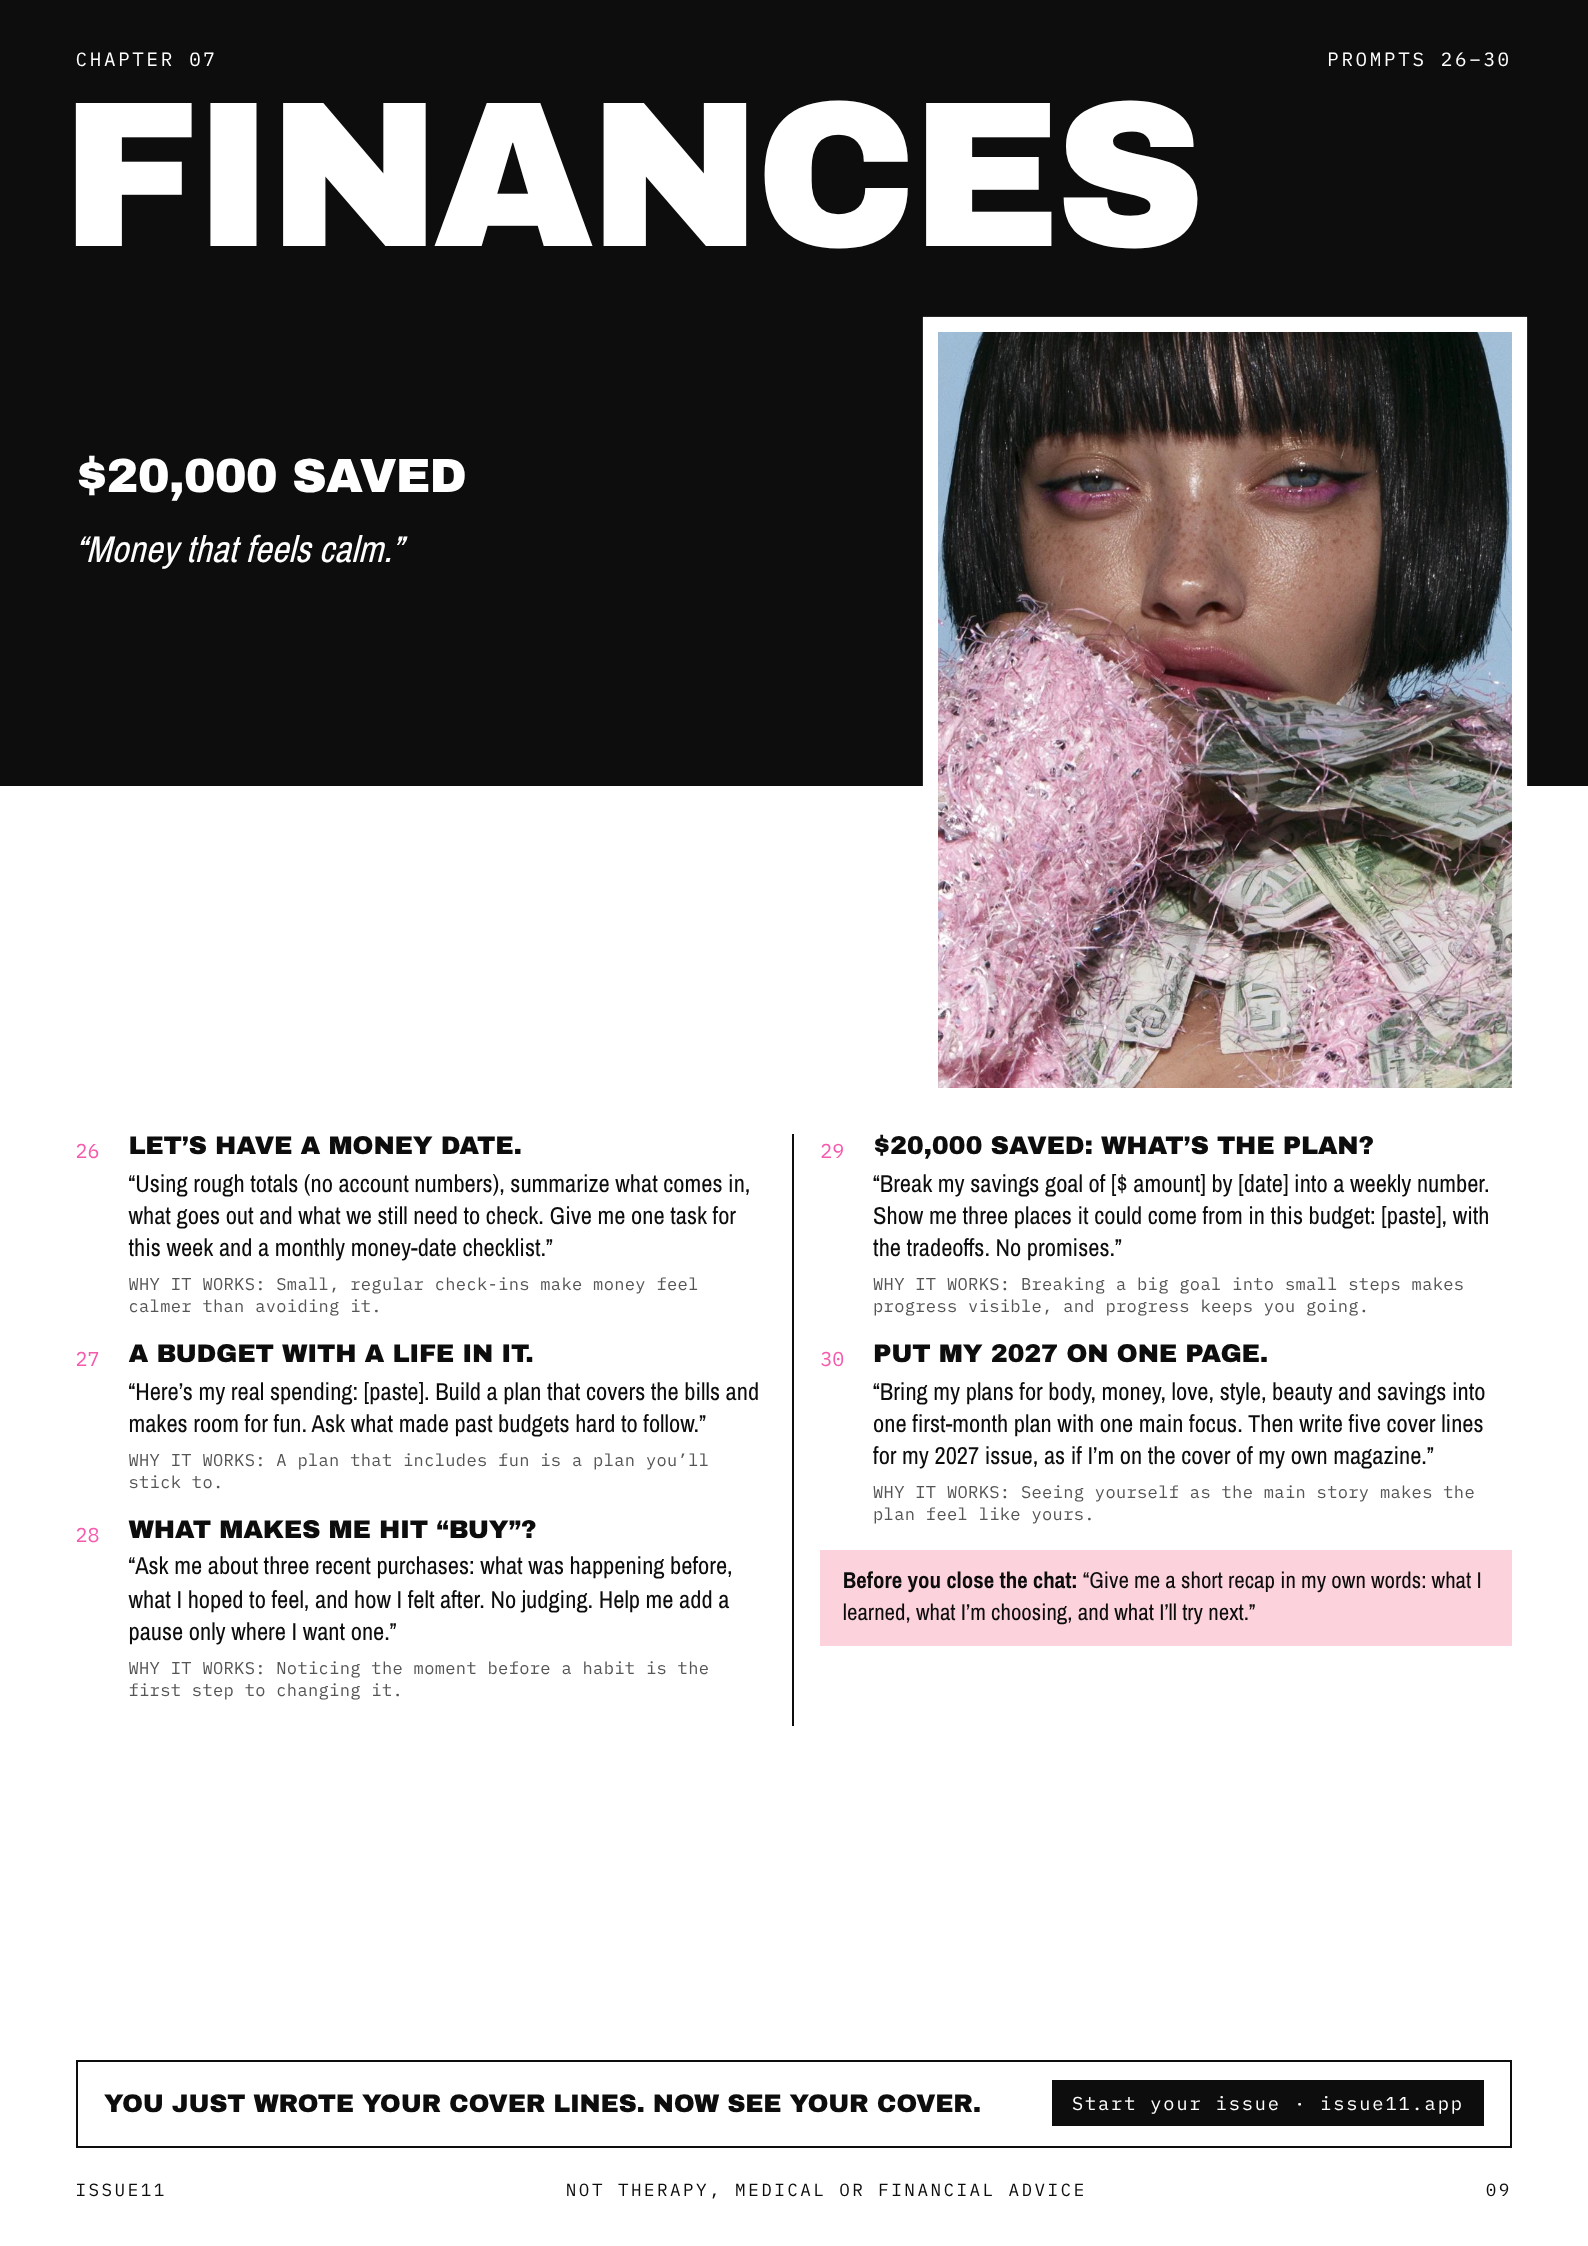 CHAPTER 07
PROMPTS 26–30
FINANCES
$20,000 SAVED
“Money that feels calm.”
26
LET’S HAVE A MONEY DATE.
“Using rough totals (no account numbers), summarize what comes in,
what goes out and what we still need to check. Give me one task for
this week and a monthly money-date checklist.”
WHY IT WORKS: Small, regular check-ins make money feel
calmer than avoiding it.
27
A BUDGET WITH A LIFE IN IT.
“Here’s my real spending: [paste]. Build a plan that covers the bills and
makes room for fun. Ask what made past budgets hard to follow.”
WHY IT WORKS: A plan that includes fun is a plan you’ll
stick to.
28
WHAT MAKES ME HIT “BUY”?
“Ask me about three recent purchases: what was happening before,
what I hoped to feel, and how I felt after. No judging. Help me add a
pause only where I want one.”
WHY IT WORKS: Noticing the moment before a habit is the
first step to changing it.
29
$20,000 SAVED: WHAT’S THE PLAN?
“Break my savings goal of [$ amount] by [date] into a weekly number.
Show me three places it could come from in this budget: [paste], with
the tradeoffs. No promises.”
WHY IT WORKS: Breaking a big goal into small steps makes
progress visible, and progress keeps you going.
30
PUT MY 2027 ON ONE PAGE.
“Bring my plans for body, money, love, style, beauty and savings into
one first-month plan with one main focus. Then write five cover lines
for my 2027 issue, as if I’m on the cover of my own magazine.”
WHY IT WORKS: Seeing yourself as the main story makes the
plan feel like yours.
Before you close the chat: “Give me a short recap in my own words: what I
learned, what I’m choosing, and what I’ll try next.”
YOU JUST WROTE YOUR COVER LINES. NOW SEE YOUR COVER.
Start your issue · issue11.app
ISSUE11
NOT THERAPY, MEDICAL OR FINANCIAL ADVICE
09